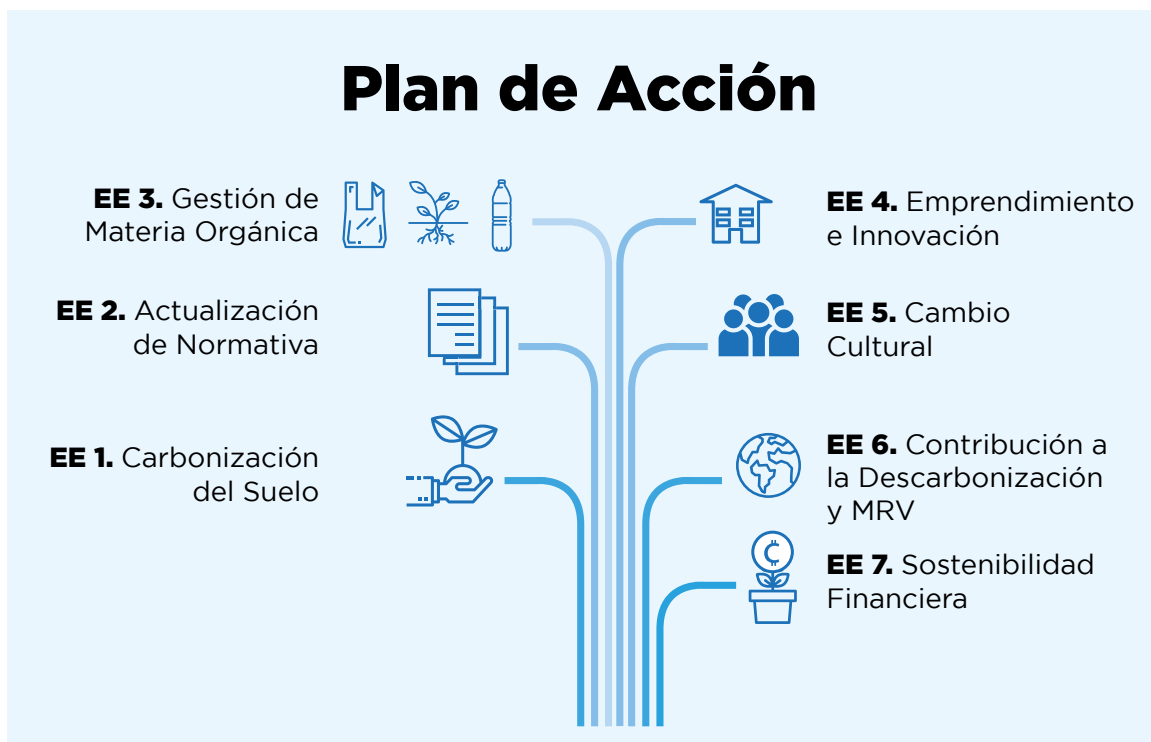 Plan de Acción
EE 3. Gestión de
Materia Orgánica
EE 2. Actualización
de Normativa
EE 1. Carbonización
del Suelo
EE 4. Emprendimiento
e Innovación
EE 5. Cambio
Cultural
EE 6. Contribución a
la Descarbonización
y MRV
EE 7. Sostenibilidad
Financiera